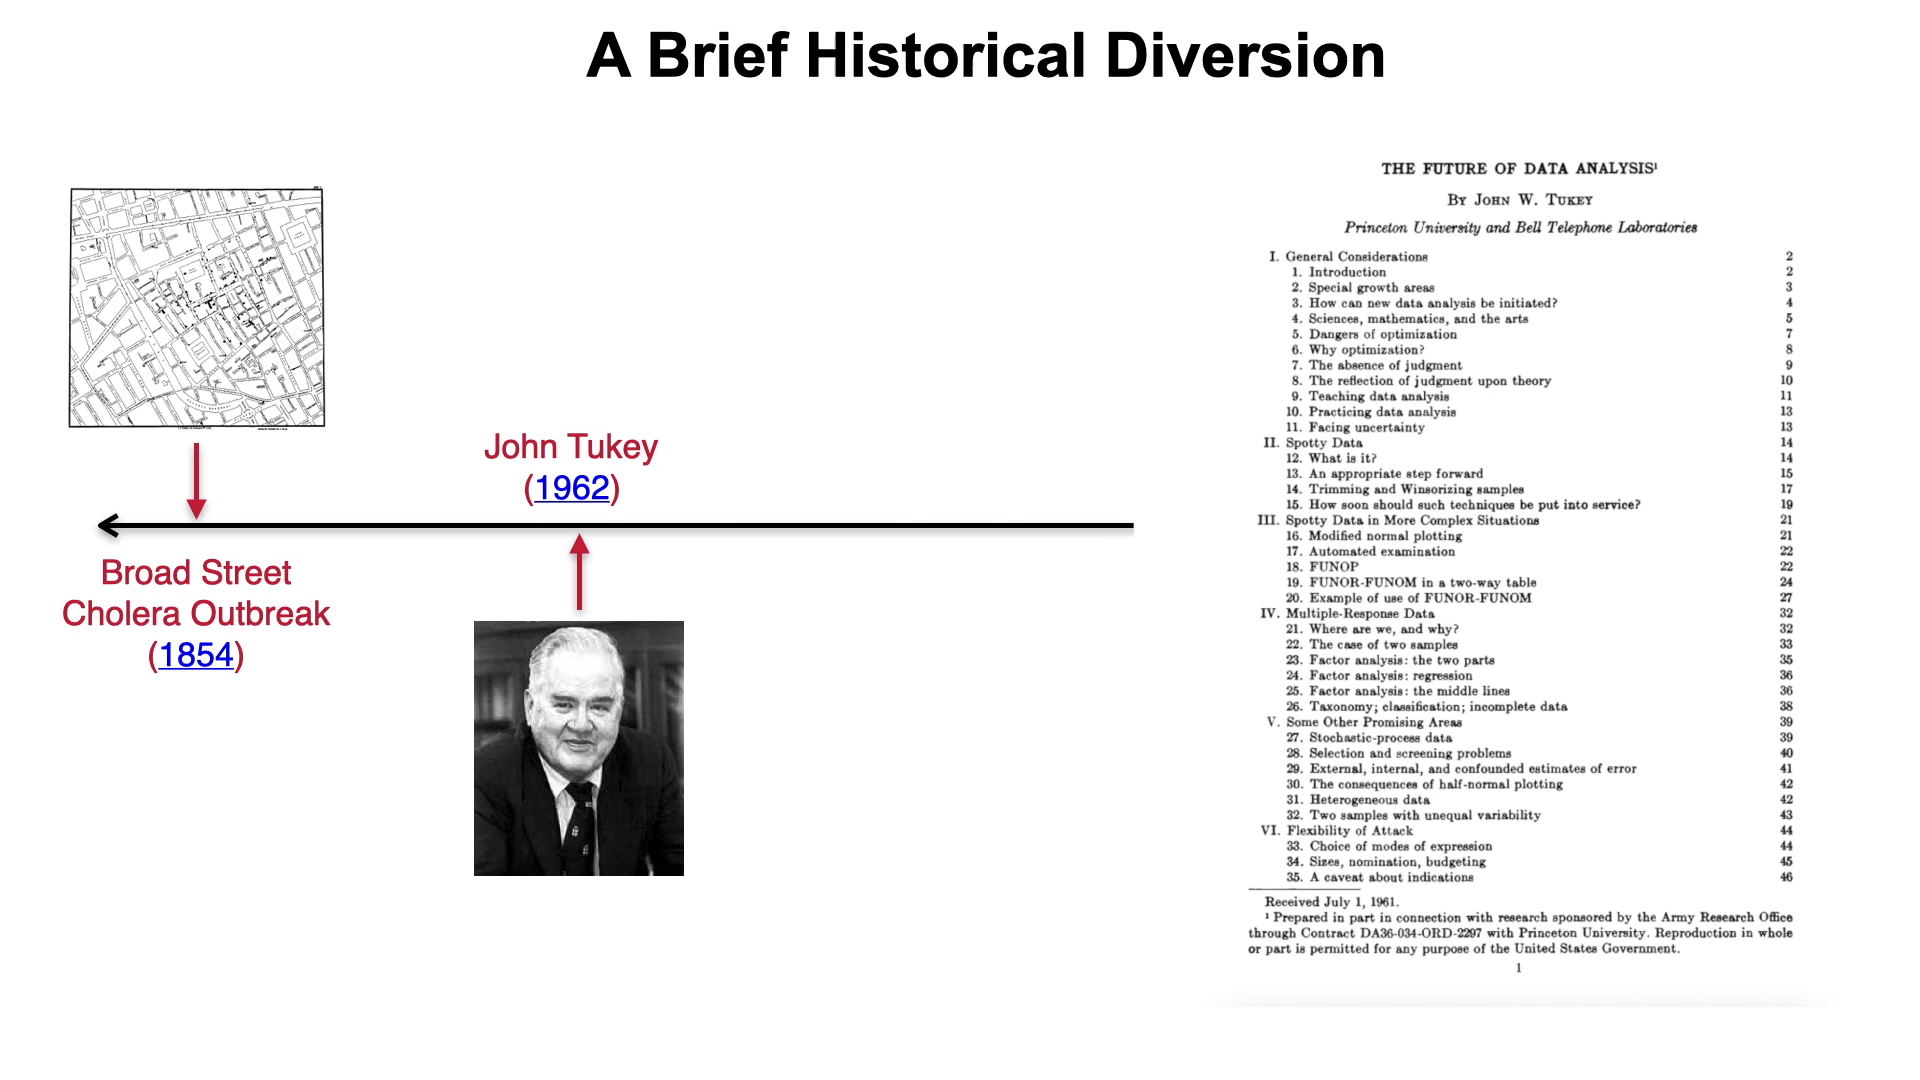 A Brief Historical Diversion
John Tukey
(1962)
Broad Street
Cholera Outbreak
(1854)
THE FUTURE OF DATA ANALYSIS¹
By John W. Tukey
Princeton University and Bell Telephone Laboratories
I. General Considerations 2
1. Introduction 2
2. Special growth areas 3
3. How can new data analysis be initiated? 4
4. Sciences, mathematics, and the arts 5
5. Dangers of optimization 7
6. Why optimization? 8
7. The absence of judgment 9
8. The reflection of judgment upon theory 10
9. Teaching data analysis 11
10. Practicing data analysis 13
11. Facing uncertainty 13
II. Spotty Data 14
12. What is it? 14
13. An appropriate step forward 15
14. Trimming and Winsorizing samples 17
15. How soon should such techniques be put into service? 19
III. Spotty Data in More Complex Situations 21
16. Modified normal plotting 21
17. Automated examination 22
18. FUNOP 22
19. FUNOR-FUNOM in a two-way table 24
20. Example of use of FUNOR-FUNOM 27
IV. Multiple-Response Data 32
21. Where are we, and why? 32
22. The case of two samples 33
23. Factor analysis: the two parts 35
24. Factor analysis: regression 36
25. Factor analysis: the middle lines 36
26. Taxonomy; classification; incomplete data 38
V. Some Other Promising Areas 39
27. Stochastic-process data 39
28. Selection and screening problems 40
29. External, internal, and confounded estimates of error 41
30. The consequences of half-normal plotting 42
31. Heterogeneous data 42
32. Two samples with unequal variability 43
VI. Flexibility of Attack 44
33. Choice of modes of expression 44
34. Sizes, nomination, budgeting 45
35. A caveat about indications 46
Received July 1, 1961.
¹ Prepared in part in connection with research sponsored by the Army Research Office
through Contract DA36-034-ORD-2297 with Princeton University. Reproduction in whole
or part is permitted for any purpose of the United States Government.
1